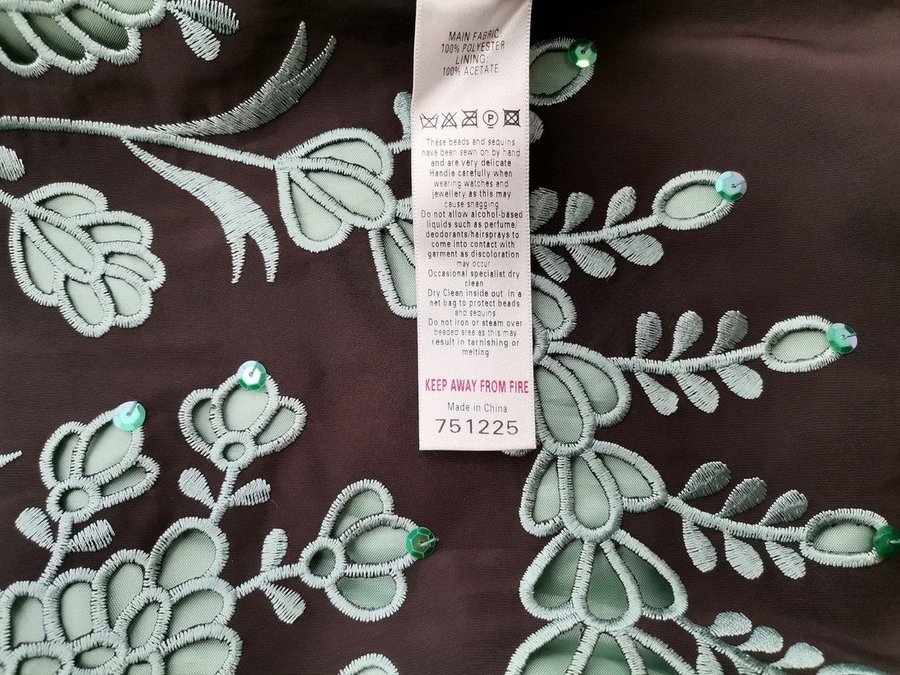 MAIN FABRIC:
100% POLYESTER
LINING:
100% ACETATE
P
These beads and sequins
have been sewn on by hand
and are very delicate
Handle carefully when
wearing watches and
jewellery as this may
cause snagging
Do not allow alcohol-based
liquids such as perfume/
deodorants/hairsprays to
come into contact with
garment as discoloration
may occur
Occasional specialist dry
clean
Dry Clean inside out in a
net bag to protect beads
and sequins
Do not iron or steam over
beaded area as this may
result in tarnishing or
melting
KEEP AWAY FROM FIRE
Made in China
751225